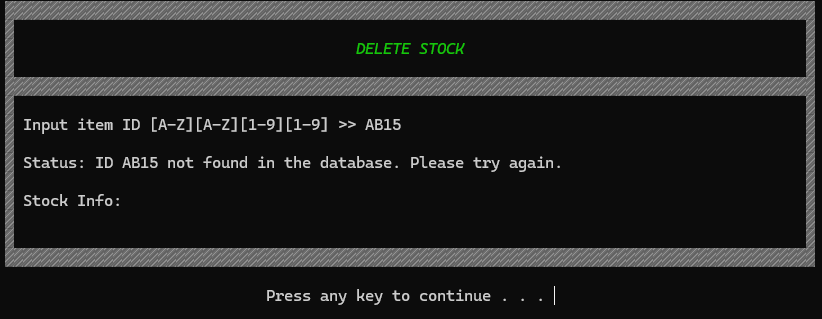 DELETE STOCK
Input item ID [A-Z][A-Z][1-9][1-9] >> AB15
Status: ID AB15 not found in the database. Please try again.
Stock Info:
Press any key to continue . . .